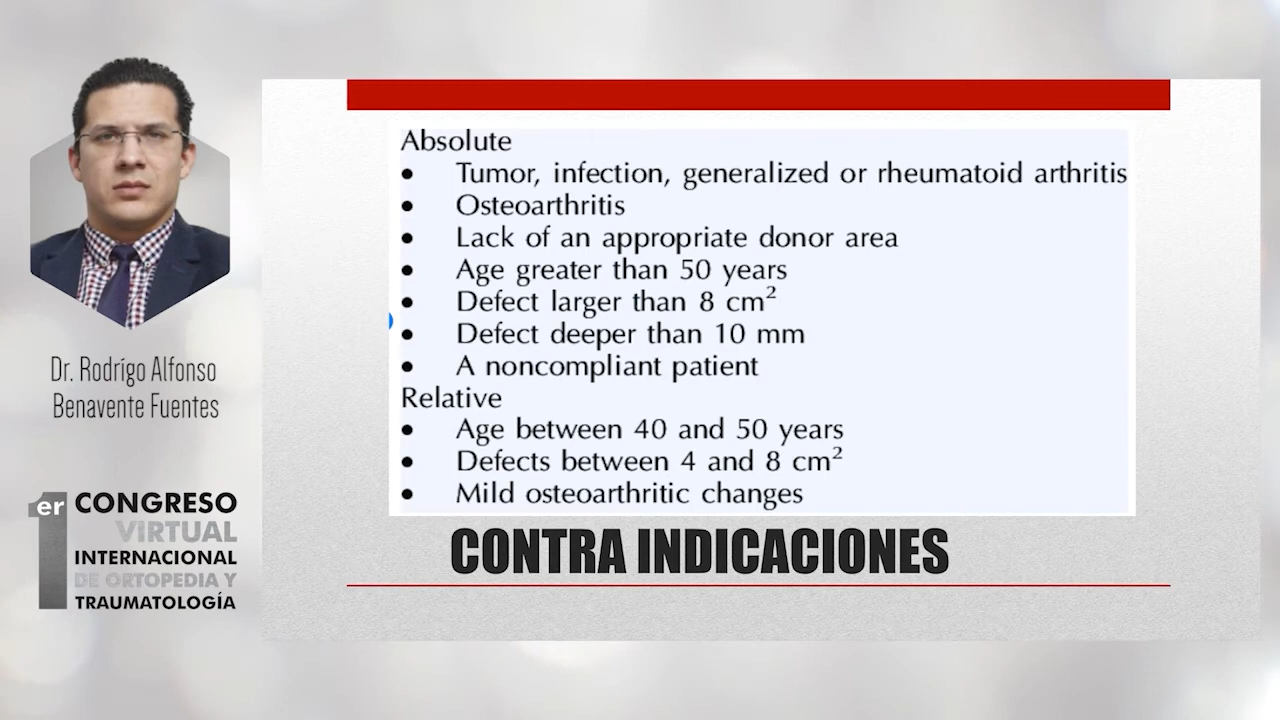 Dr. Rodrígo Alfonso
Benavente Fuentes
1er CONGRESO
VIRTUAL
INTERNACIONAL
DE ORTOPEDIA Y
TRAUMATOLOGÍA
Absolute
• Tumor, infection, generalized or rheumatoid arthritis
• Osteoarthritis
• Lack of an appropriate donor area
• Age greater than 50 years
• Defect larger than 8 cm²
• Defect deeper than 10 mm
• A noncompliant patient
Relative
• Age between 40 and 50 years
• Defects between 4 and 8 cm²
• Mild osteoarthritic changes
CONTRA INDICACIONES